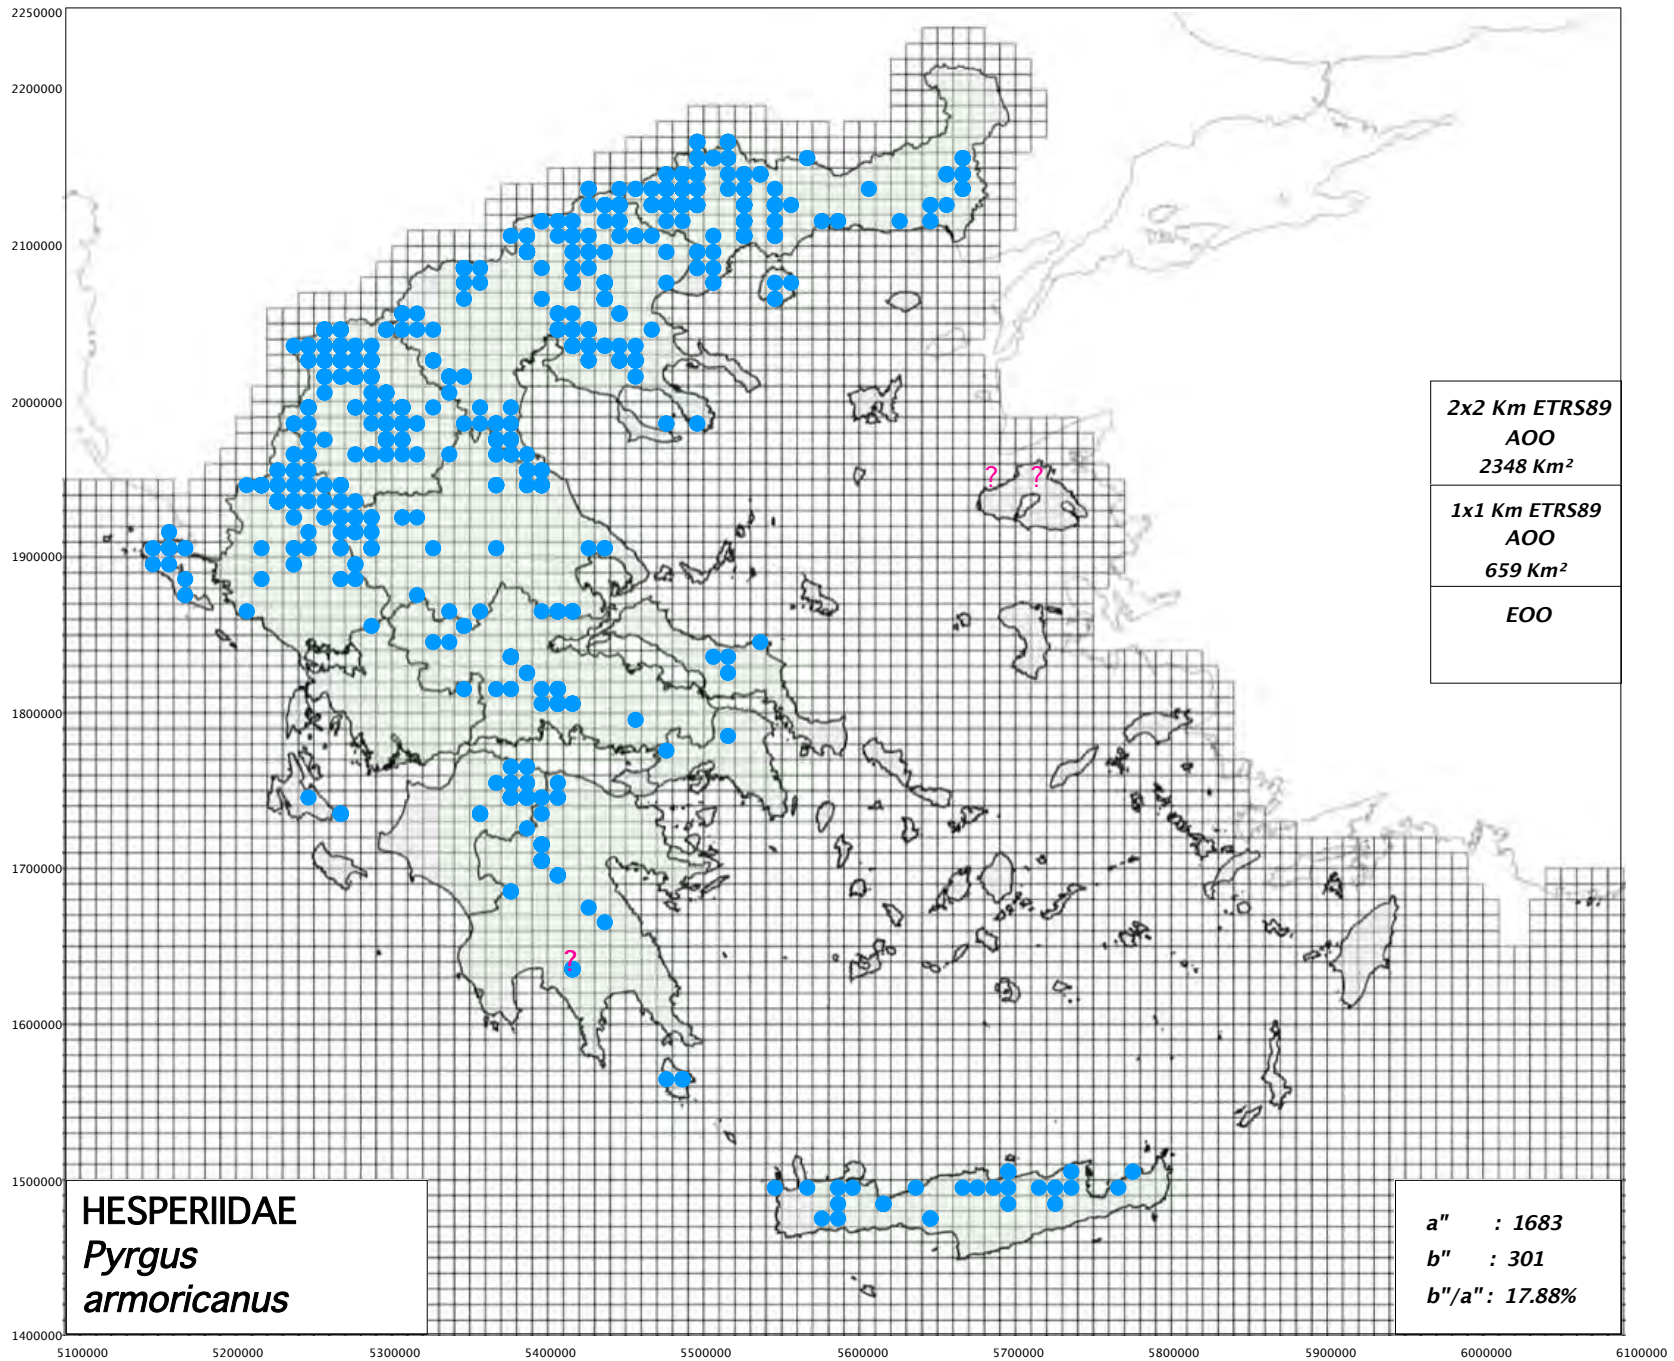 2250000
2200000
2100000
2000000
1900000
1800000
1700000
1600000
1500000
1400000
2x2 Km ETRS89
AOO
2348 Km²
1x1 Km ETRS89
AOO
659 Km²
EOO
? ?
?
HESPERIIDAE
Pyrgus
armoricanus
a" : 1683
b" : 301
b"/a" : 17.88%
5100000 5200000 5300000 5400000 5500000 5600000 5700000 5800000 5900000 6000000 6100000